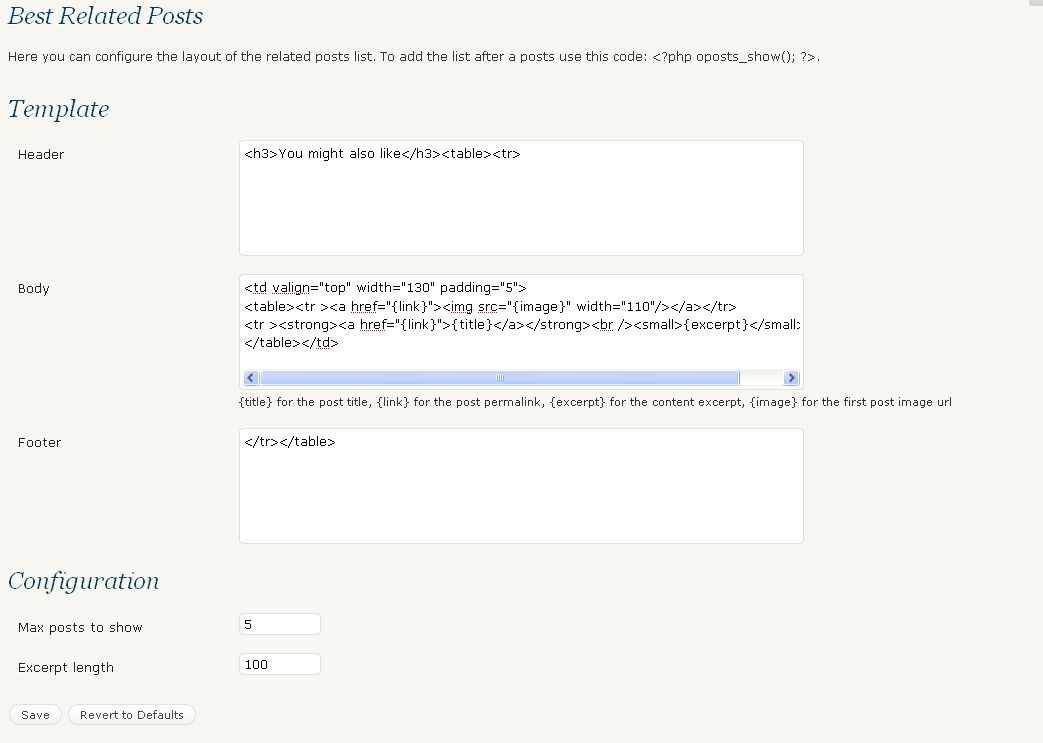 Best Related Posts
Here you can configure the layout of the related posts list. To add the list after a posts use this code: <?php oposts_show(); ?>.
Template
Header
<h3>You might also like</h3><table><tr>
Body
<td valign="top" width="130" padding="5">
<table><tr ><a href="{link}"><img src="{image}" width="110"/></a></tr>
<tr ><strong><a href="{link}">{title}</a></strong><br /><small>{excerpt}</small>
</table></td>
{title} for the post title, {link} for the post permalink, {excerpt} for the content excerpt, {image} for the first post image url
Footer
</tr></table>
Configuration
Max posts to show
5
Excerpt length
100
Save
Revert to Defaults